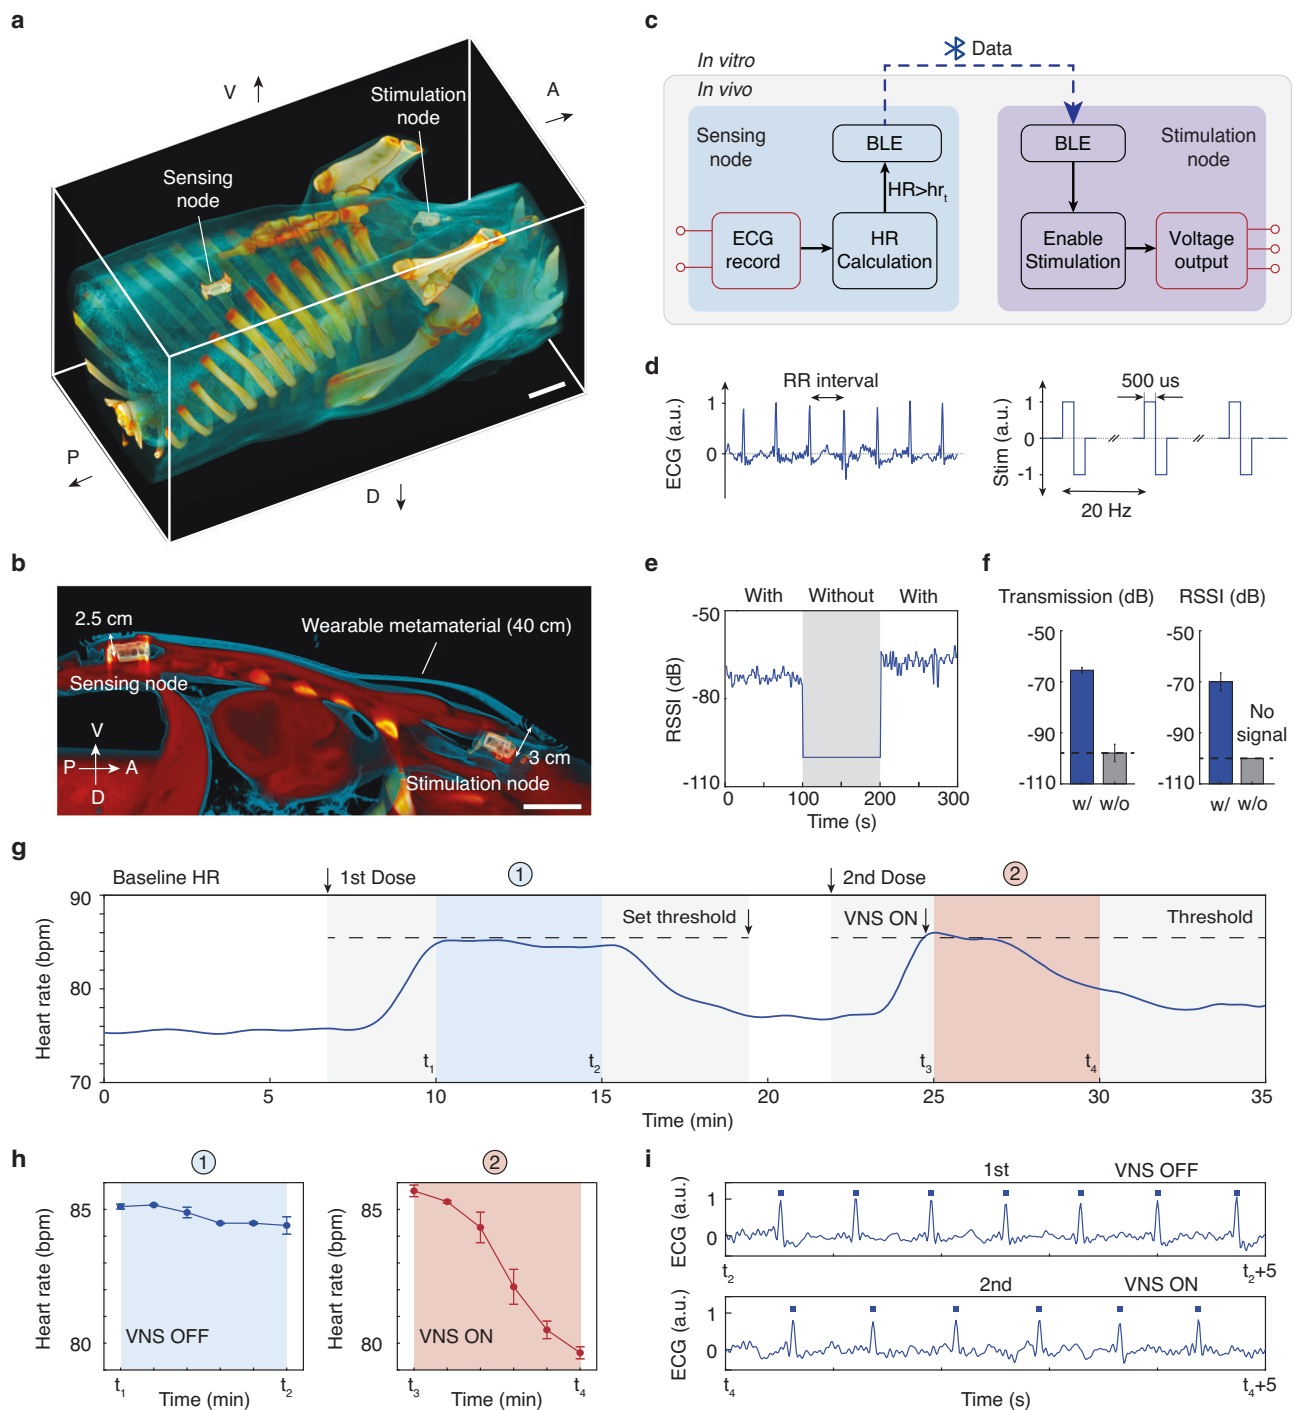 a
V
A
Stimulation
node
Sensing
node
P
D
b
2.5 cm
Wearable metamaterial (40 cm)
Sensing node
V
P
A
D
3 cm
Stimulation node
c
In vitro
In vivo
Data
Sensing
node
BLE
HR>hrt
ECG
record
HR
Calculation
BLE
Stimulation
node
Enable
Stimulation
Voltage
output
d
RR interval
ECG (a.u.)
1
0
500 us
Stim (a.u.)
1
0
-1
20 Hz
e
With Without With
RSSI (dB)
-50
-80
-110
0 100 200 300
Time (s)
f
Transmission (dB)
-50
-70
-90
-110
w/ w/o
RSSI (dB)
-50
-70
-90
-110
No
signal
w/ w/o
g
Baseline HR
1st Dose
1
2nd Dose
2
Set threshold
VNS ON
Threshold
Heart rate (bpm)
90
80
70
t1
t2
t3
t4
0 5 10 15 20 25 30 35
Time (min)
h
1
Heart rate (bpm)
85
80
VNS OFF
t1
t2
Time (min)
2
Heart rate (bpm)
85
80
VNS ON
t3
t4
Time (min)
i
1st VNS OFF
ECG (a.u.)
1
0
t2
t2+5
2nd VNS ON
ECG (a.u.)
1
0
t4
t4+5
Time (s)